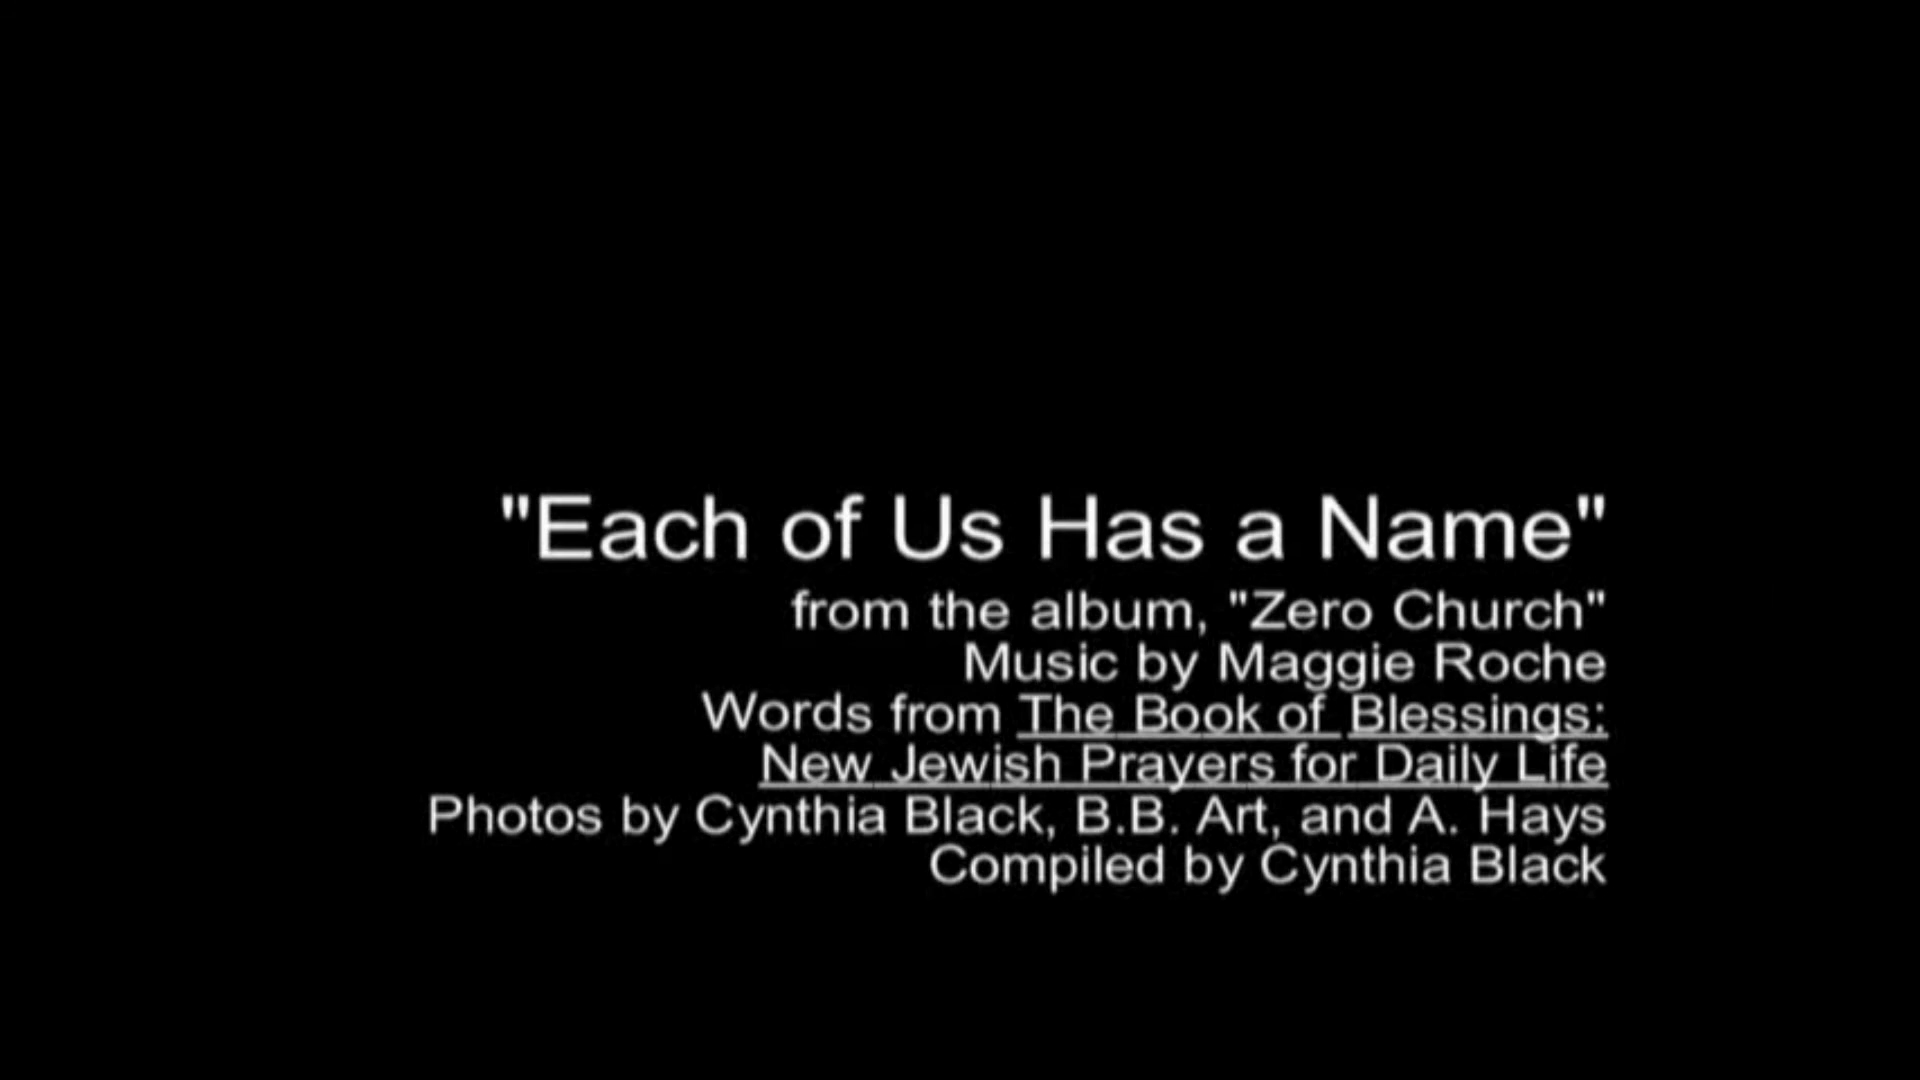 "Each of Us Has a Name"
from the album, "Zero Church"
Music by Maggie Roche
Words from The Book of Blessings:
New Jewish Prayers for Daily Life
Photos by Cynthia Black, B.B. Art, and A. Hays
Compiled by Cynthia Black